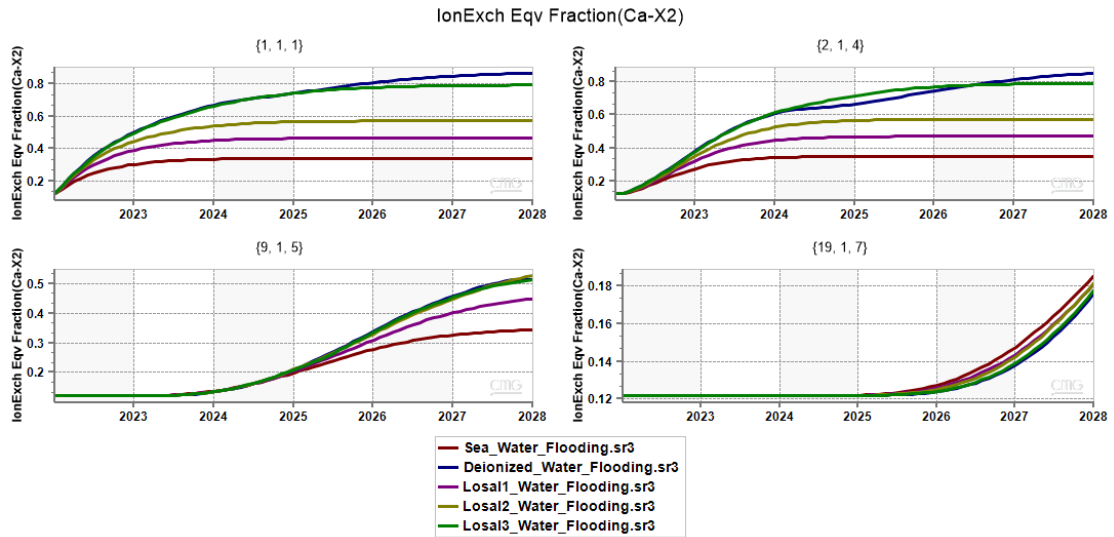 IonExch Eqv Fraction(Ca-X2)
{1, 1, 1}
IonExch Eqv Fraction(Ca-X2)
0.8
0.6
0.4
0.2
CMG
2023 2024 2025 2026 2027 2028
{2, 1, 4}
IonExch Eqv Fraction(Ca-X2)
0.8
0.6
0.4
0.2
CMG
2023 2024 2025 2026 2027 2028
{9, 1, 5}
IonExch Eqv Fraction(Ca-X2)
0.5
0.4
0.3
0.2
CMG
2023 2024 2025 2026 2027 2028
{19, 1, 7}
IonExch Eqv Fraction(Ca-X2)
0.18
0.16
0.14
0.12
CMG
2023 2024 2025 2026 2027 2028
Sea_Water_Flooding.sr3
Deionized_Water_Flooding.sr3
Losal1_Water_Flooding.sr3
Losal2_Water_Flooding.sr3
Losal3_Water_Flooding.sr3